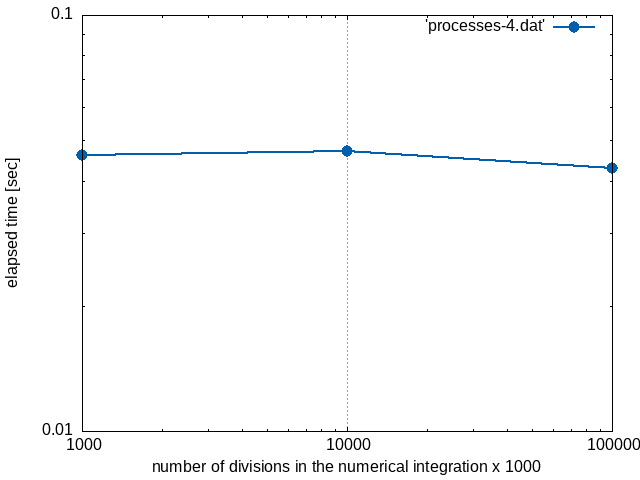 0.1
'processes-4.dat'
elapsed time [sec]
0.01
1000 10000 100000
number of divisions in the numerical integration x 1000